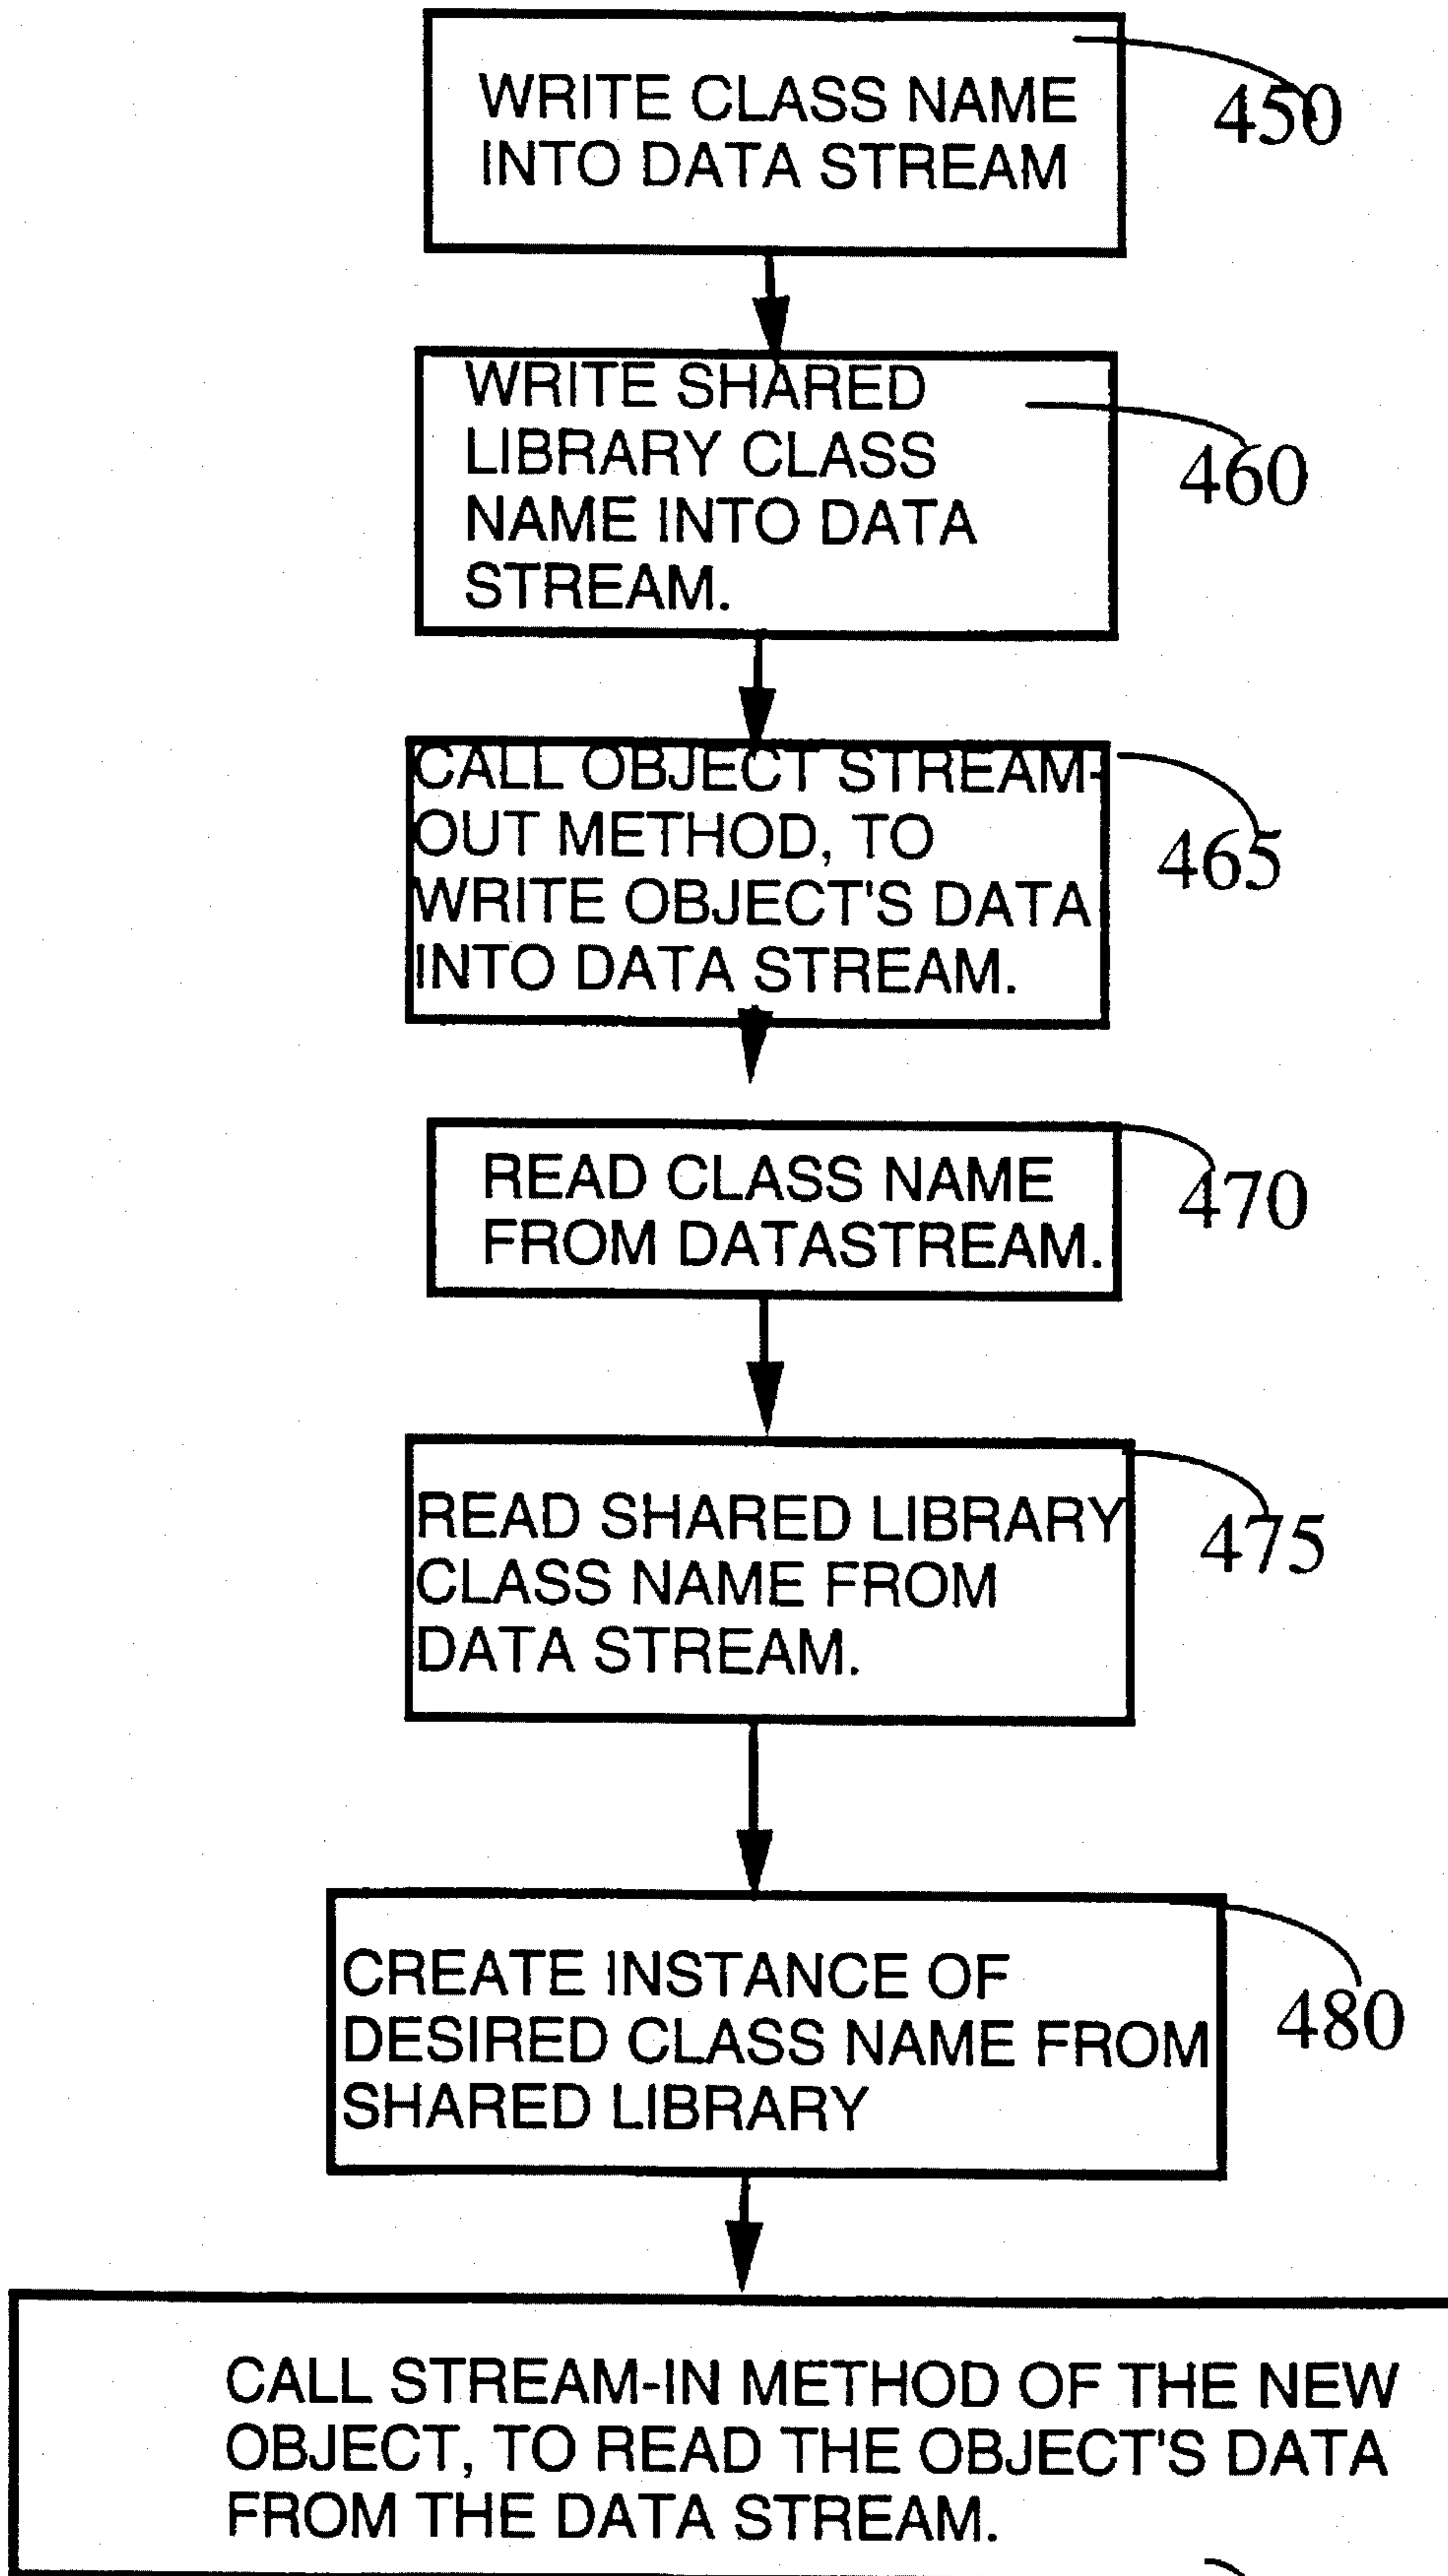 WRITE CLASS NAME
INTO DATA STREAM
450
WRITE SHARED
LIBRARY CLASS
NAME INTO DATA
STREAM.
460
CALL OBJECT STREAM-
OUT METHOD, TO
WRITE OBJECT'S DATA
INTO DATA STREAM.
465
READ CLASS NAME
FROM DATASTREAM.
470
READ SHARED LIBRARY
CLASS NAME FROM
DATA STREAM.
475
CREATE INSTANCE OF
DESIRED CLASS NAME FROM
SHARED LIBRARY
480
CALL STREAM-IN METHOD OF THE NEW
OBJECT, TO READ THE OBJECT'S DATA
FROM THE DATA STREAM.